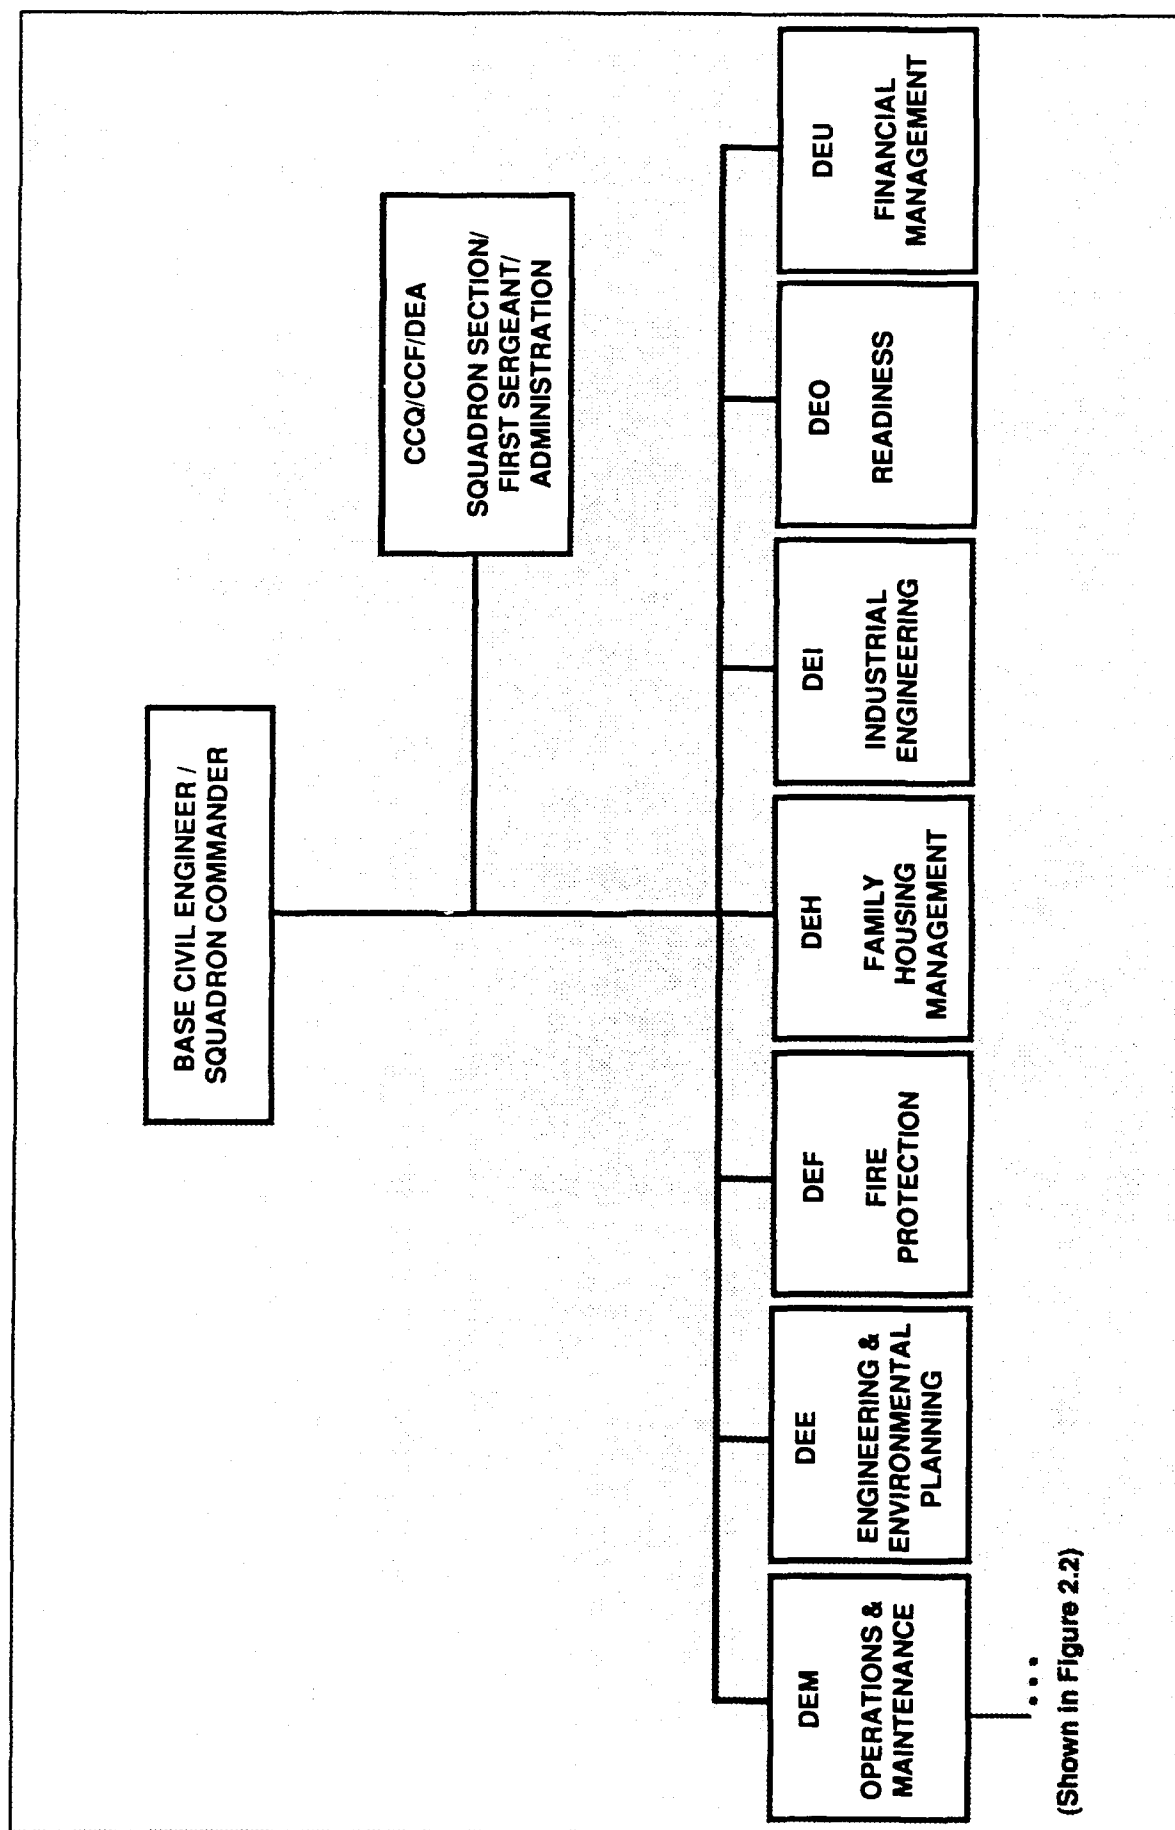 BASE CIVIL ENGINEER /
SQUADRON COMMANDER
CCQ/CCF/DEA
SQUADRON SECTION/
FIRST SERGEANT/
ADMINISTRATION
DEM
OPERATIONS &
MAINTENANCE
DEE
ENGINEERING &
ENVIRONMENTAL
PLANNING
DEF
FIRE
PROTECTION
DEH
FAMILY
HOUSING
MANAGEMENT
DEI
INDUSTRIAL
ENGINEERING
DEO
READINESS
DEU
FINANCIAL
MANAGEMENT
...
(Shown in Figure 2.2)